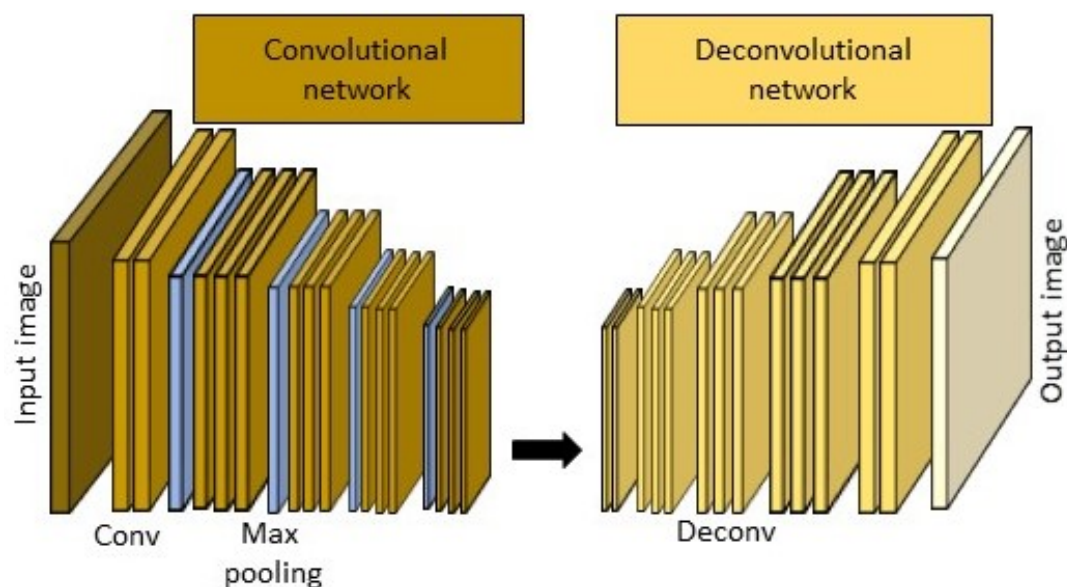 Convolutional
network
Deconvolutional
network
Input image
Output image
Conv
Max
pooling
Deconv